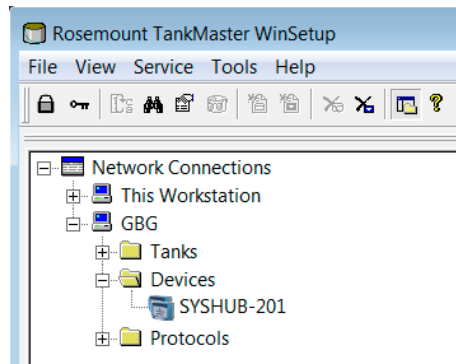 Rosemount TankMaster WinSetup
File View Service Tools Help
Network Connections
This Workstation
GBG
Tanks
Devices
SYSHUB-201
Protocols